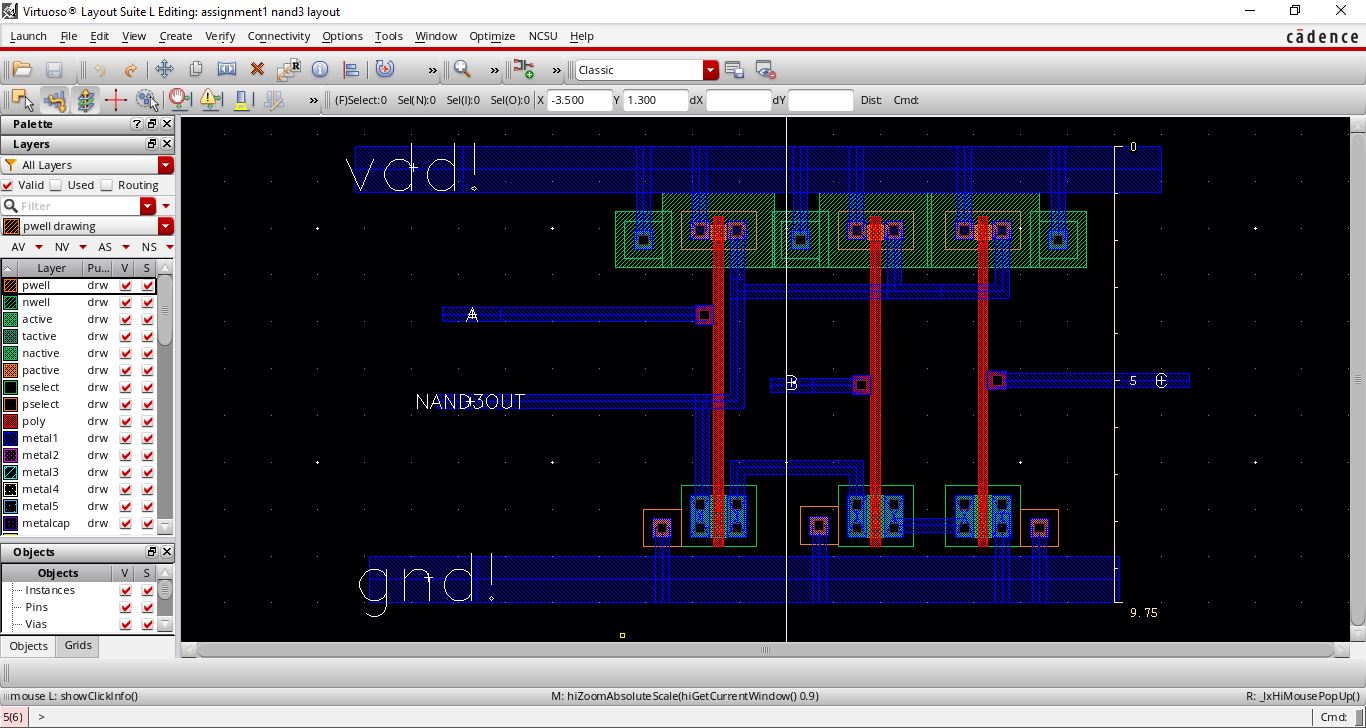 Virtuoso® Layout Suite L Editing: assignment1 nand3 layout
Launch File Edit View Create Verify Connectivity Options Tools Window Optimize NCSU Help
cādence
» » » Classic
» (F)Select:0 Sel(N):0 Sel(I):0 Sel(O):0 X -3.500 Y 1.300 dX dY Dist: Cmd:
Palette ?
Layers
All Layers
Valid Used Routing
Filter
pwell drawing
AV NV AS NS
Layer Pu... V S
pwell drw
nwell drw
active drw
tactive drw
nactive drw
pactive drw
nselect drw
pselect drw
poly drw
metal1 drw
metal2 drw
metal3 drw
metal4 drw
metal5 drw
metalcap drw
Objects
Objects V S
Instances
Pins
Vias
Objects Grids
vdd!
0
A
B
5
C
NAND3OUT
gnd!
9.75
mouse L: showClickInfo() M: hiZoomAbsoluteScale(hiGetCurrentWindow() 0.9) R: _lxHiMousePopUp()
5(6) > Cmd: